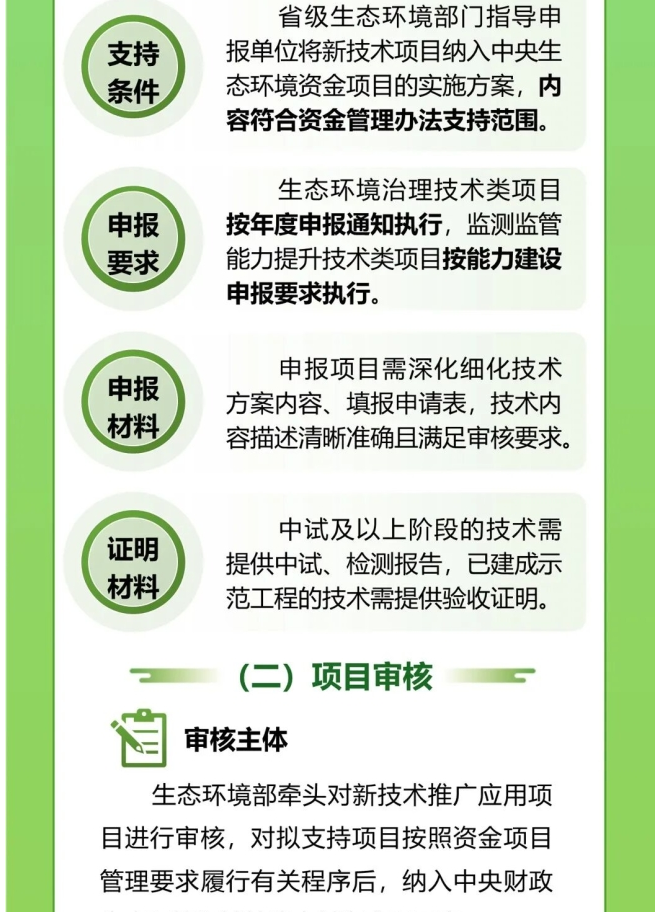 支持
条件
省级生态环境部门指导申
报单位将新技术项目纳入中央生
态环境资金项目的实施方案，内
容符合资金管理办法支持范围。
申报
要求
生态环境治理技术类项目
按年度申报通知执行，监测监管
能力提升技术类项目按能力建设
申报要求执行。
申报
材料
申报项目需深化细化技术
方案内容、填报申请表，技术内
容描述清晰准确且满足审核要求。
证明
材料
中试及以上阶段的技术需
提供中试、检测报告，已建成示
范工程的技术需提供验收证明。
（二）项目审核
审核主体
生态环境部牵头对新技术推广应用项
目进行审核，对拟支持项目按照资金项目
管理要求履行有关程序后，纳入中央财政